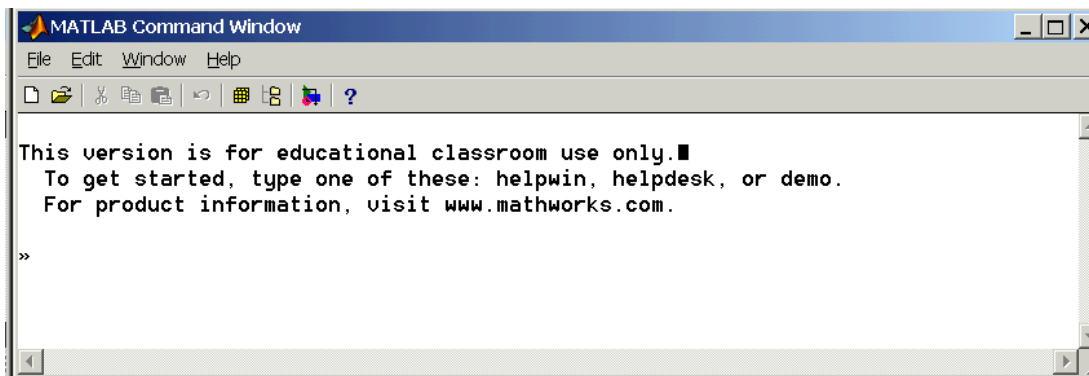 MATLAB Command Window
File Edit Window Help
?
This version is for educational classroom use only.
To get started, type one of these: helpwin, helpdesk, or demo.
For product information, visit www.mathworks.com.
»